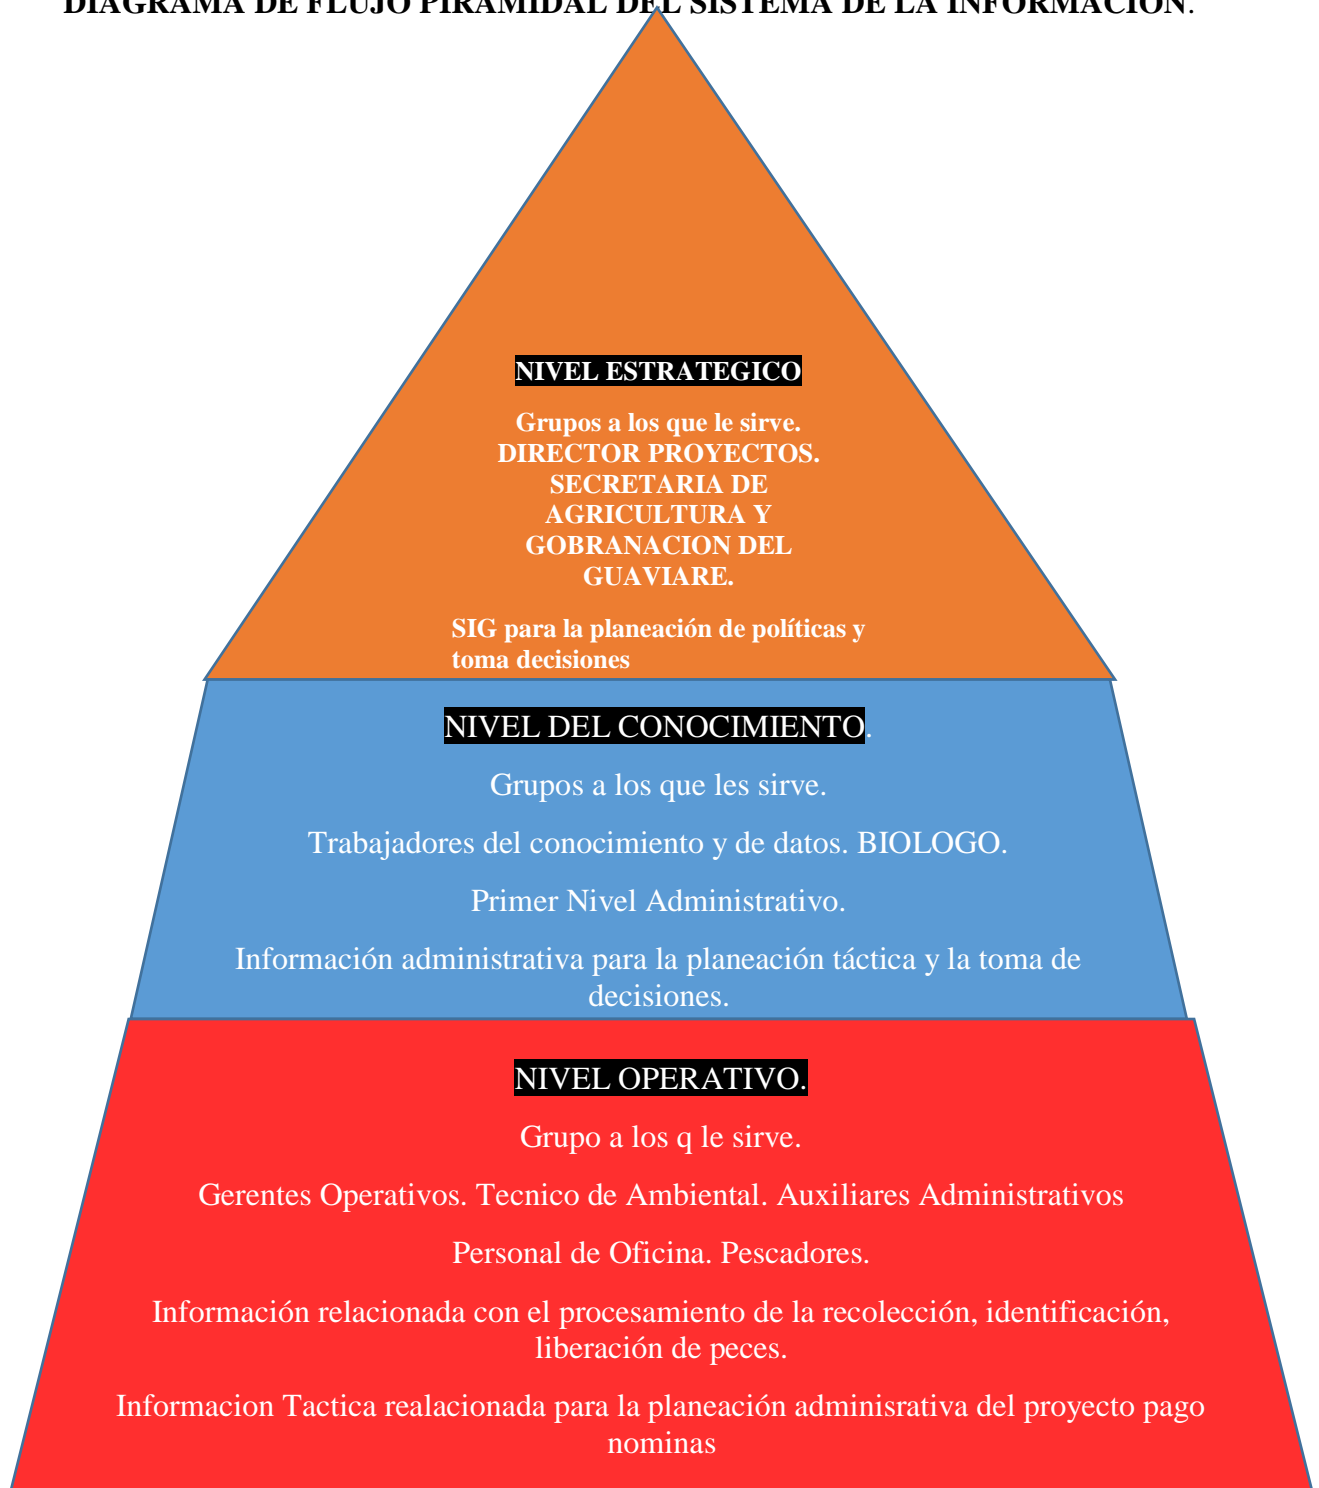 DIAGRAMA DE FLUJO PIRAMIDAL DEL SISTEMA DE LA INFORMACION.
NIVEL ESTRATEGICO
Grupos a los que le sirve.
DIRECTOR PROYECTOS.
SECRETARIA DE
AGRICULTURA Y
GOBRANACION DEL
GUAVIARE.
SIG para la planeación de políticas y
toma decisiones
NIVEL DEL CONOCIMIENTO.
Grupos a los que les sirve.
Trabajadores del conocimiento y de datos. BIOLOGO.
Primer Nivel Administrativo.
Información administrativa para la planeación táctica y la toma de
decisiones.
NIVEL OPERATIVO.
Grupo a los q le sirve.
Gerentes Operativos. Tecnico de Ambiental. Auxiliares Administrativos
Personal de Oficina. Pescadores.
Información relacionada con el procesamiento de la recolección, identificación,
liberación de peces.
Informacion Tactica realacionada para la planeación adminisrativa del proyecto pago
nominas